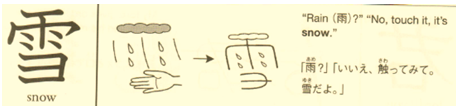 雪
snow
"Rain (雨)?" "No, touch it, it's
snow."
「雨?」「いいえ、触ってみて。
雪だよ。」
あめ
さわ
ゆき